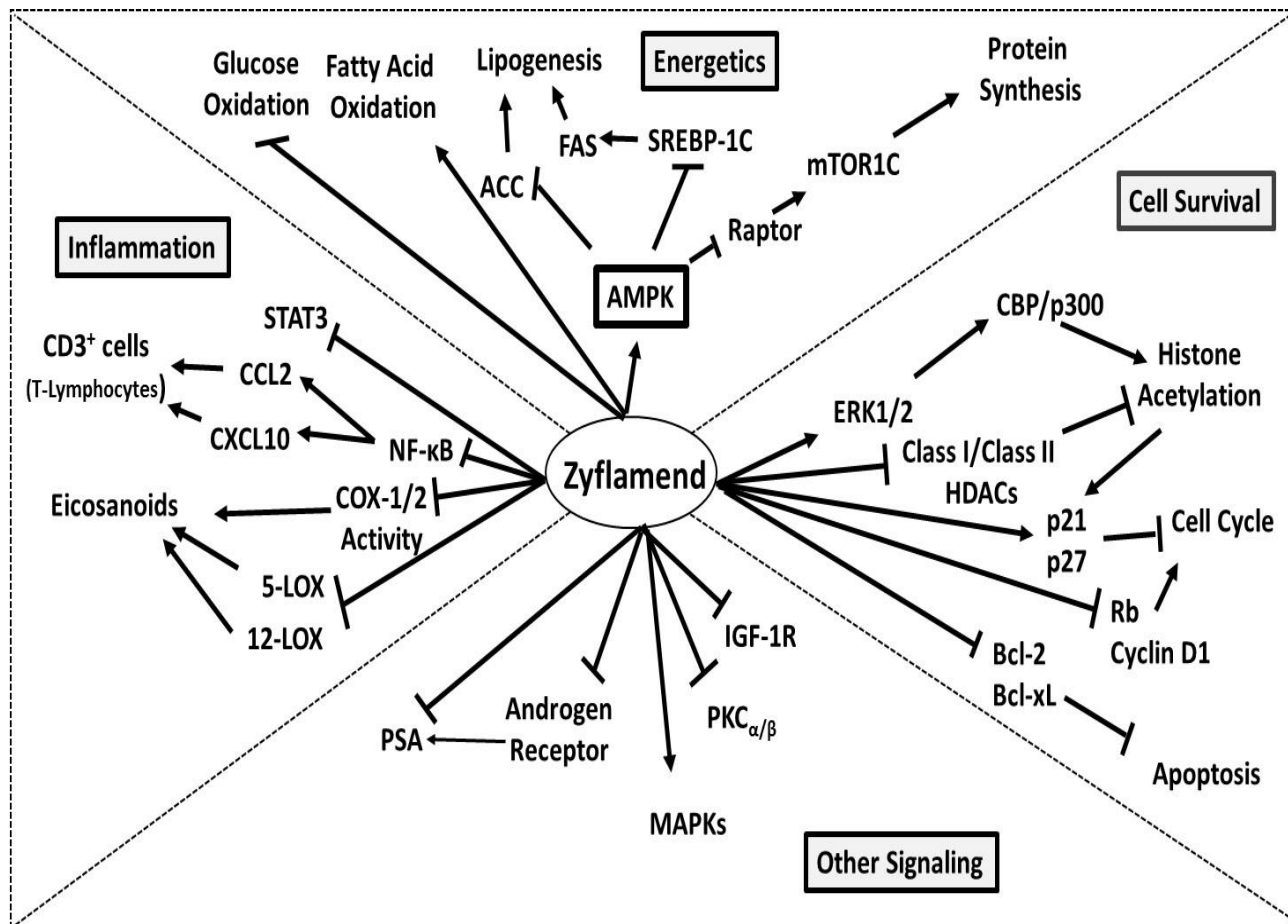 Glucose
Oxidation
Fatty Acid
Oxidation
Lipogenesis
Energetics
Protein
Synthesis
FAS
SREBP-1C
mTOR1C
ACC
Raptor
AMPK
Cell Survival
Inflammation
STAT3
CD3⁺ cells
(T-Lymphocytes)
CCL2
CXCL10
NF-κB
Eicosanoids
COX-1/2
Activity
5-LOX
12-LOX
Zyflamend
CBP/p300
Histone
Acetylation
ERK1/2
Class I/Class II
HDACs
p21
p27
Cell Cycle
Rb
Cyclin D1
Bcl-2
Bcl-xL
Apoptosis
IGF-1R
PKCα/β
Androgen
Receptor
PSA
MAPKs
Other Signaling